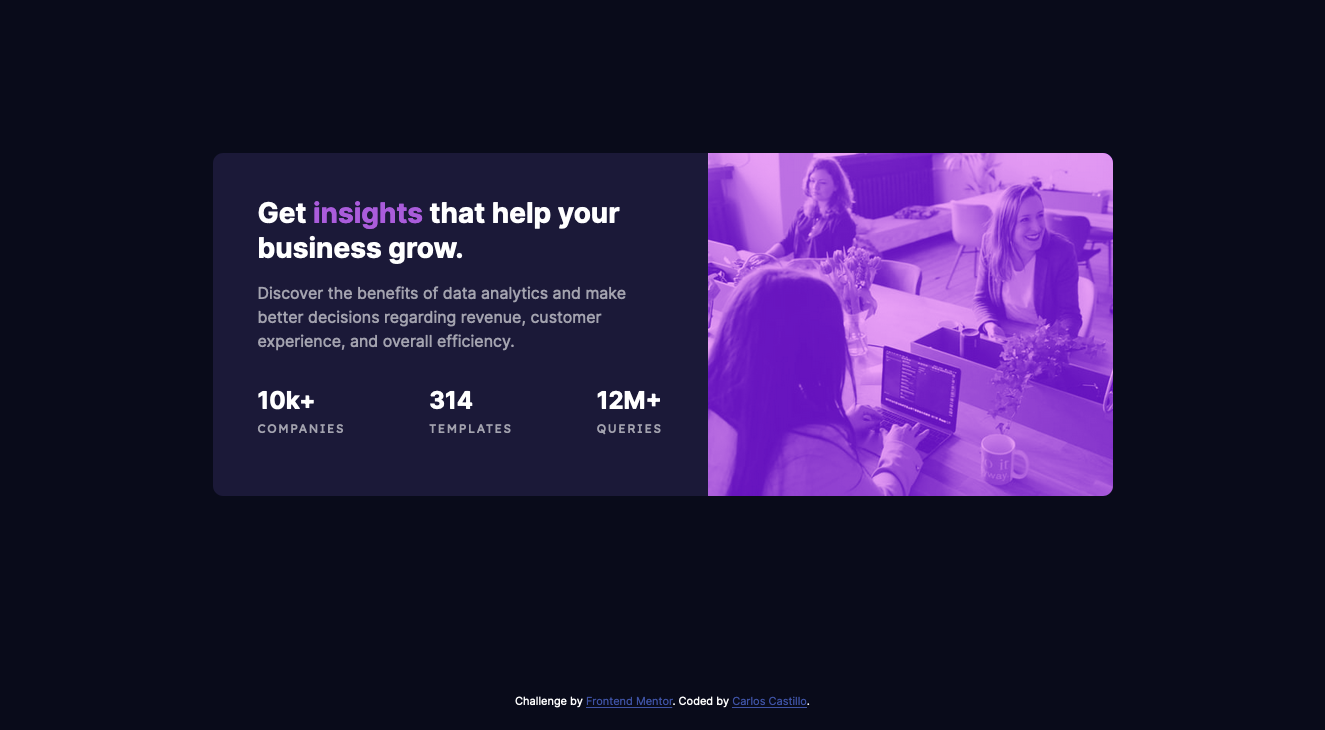 Get insights that help your
business grow.
Discover the benefits of data analytics and make
better decisions regarding revenue, customer
experience, and overall efficiency.
10k+ 314 12M+
COMPANIES TEMPLATES QUERIES
Challenge by Frontend Mentor. Coded by Carlos Castillo.